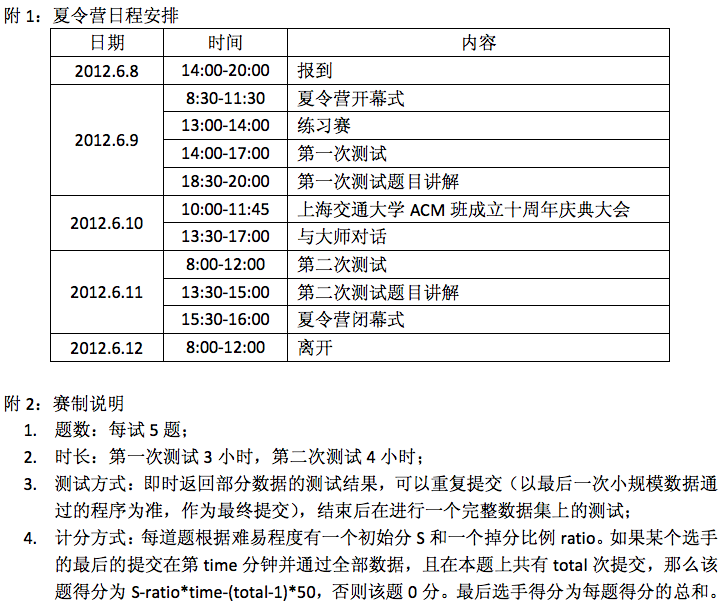 附 1：夏令营日程安排
日期 时间 内容
2012.6.8 14:00-20:00 报到
2012.6.9 8:30-11:30 夏令营开幕式
13:00-14:00 练习赛
14:00-17:00 第一次测试
18:30-20:00 第一次测试题目讲解
2012.6.10 10:00-11:45 上海交通大学 ACM 班成立十周年庆典大会
13:30-17:00 与大师对话
2012.6.11 8:00-12:00 第二次测试
13:30-15:00 第二次测试题目讲解
15:30-16:00 夏令营闭幕式
2012.6.12 8:00-12:00 离开
附 2：赛制说明
1. 题数：每试 5 题；
2. 时长：第一次测试 3 小时，第二次测试 4 小时；
3. 测试方式：即时返回部分数据的测试结果，可以重复提交（以最后一次小规模数据通
过的程序为准，作为最终提交），结束后在进行一个完整数据集上的测试；
4. 计分方式：每道题根据难易程度有一个初始分 S 和一个掉分比例 ratio。如果某个选手
的最后的提交在第 time 分钟并通过全部数据，且在本题上共有 total 次提交，那么该
题得分为 S-ratio*time-(total-1)*50，否则该题 0 分。最后选手得分为每题得分的总和。